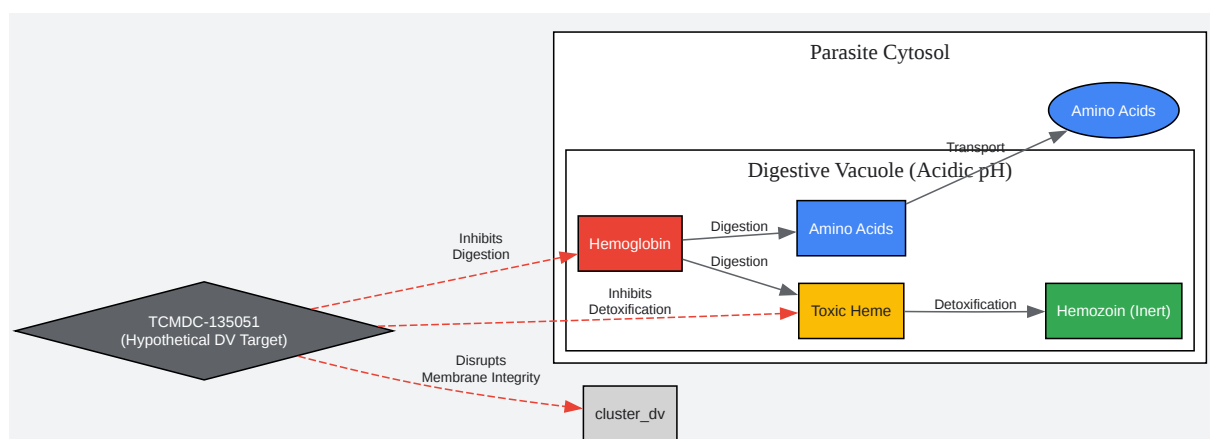 Parasite Cytosol
Amino Acids
Transport
Digestive Vacuole (Acidic pH)
Hemoglobin
Digestion
Amino Acids
Digestion
Inhibits
Digestion
Inhibits
Detoxification
Toxic Heme
Detoxification
Hemozoin (Inert)
TCMDC-135051
(Hypothetical DV Target)
Disrupts
Membrane Integrity
cluster_dv